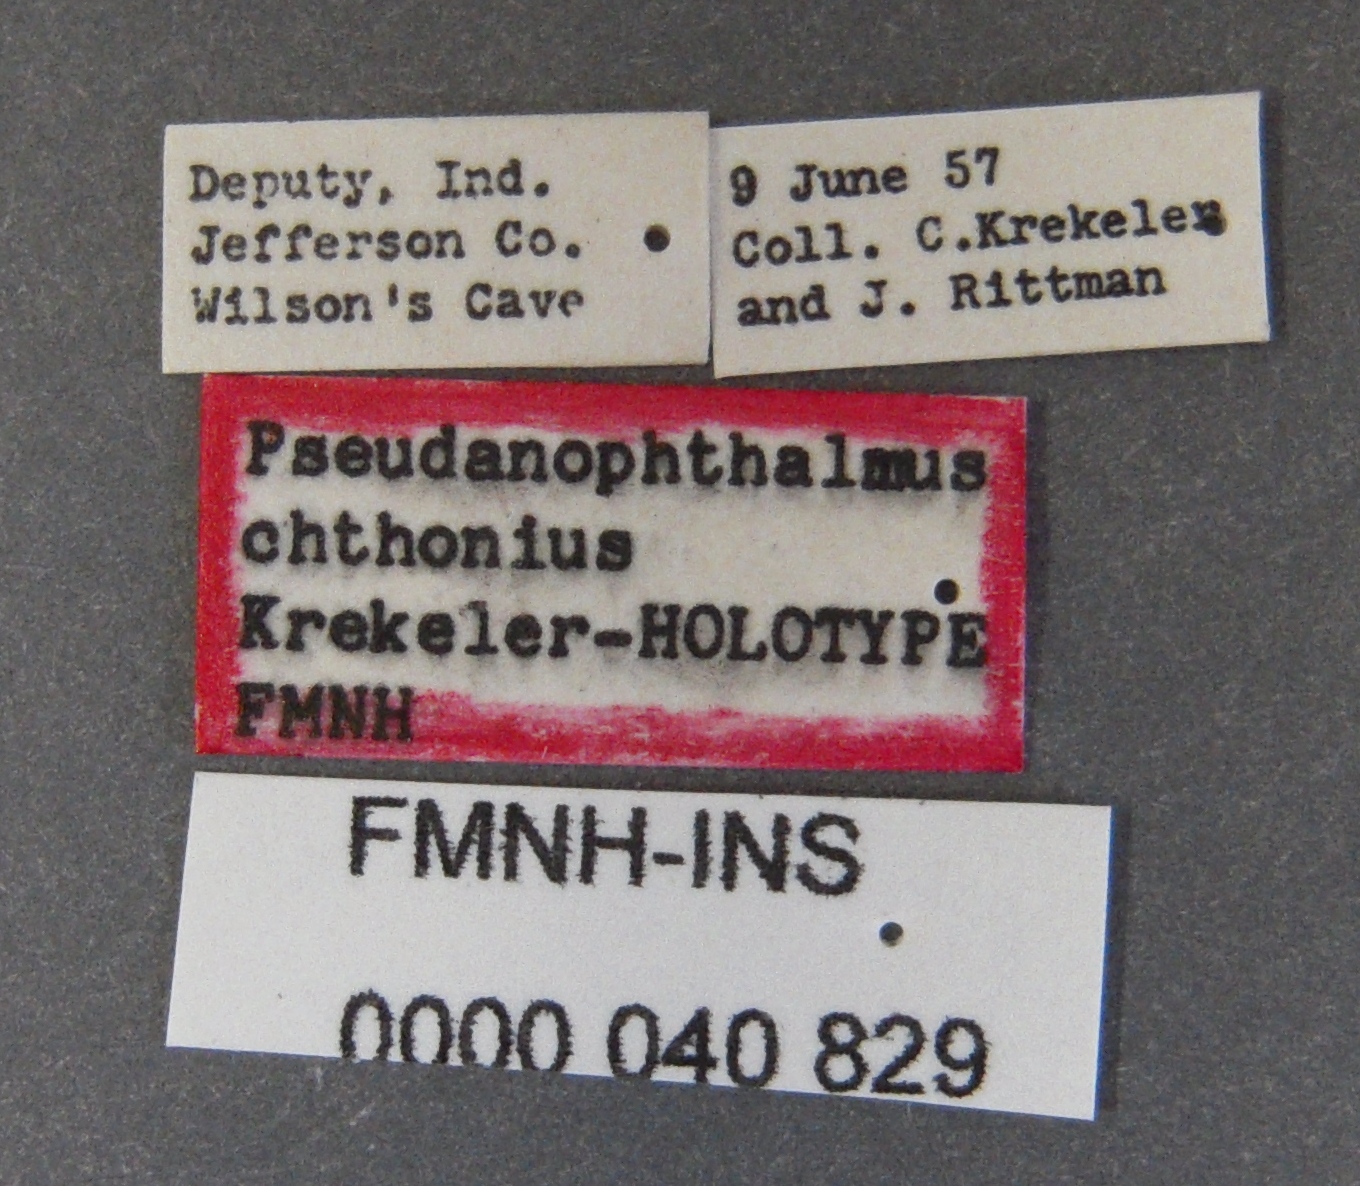 Deputy, Ind.
Jefferson Co.
Wilson's Cave
9 June 57
Coll. C.Krekeler
and J. Rittman
Pseudanophthalmus
chthonius
Krekeler-HOLOTYPE
FMNH
FMNH-INS
0000 040 829